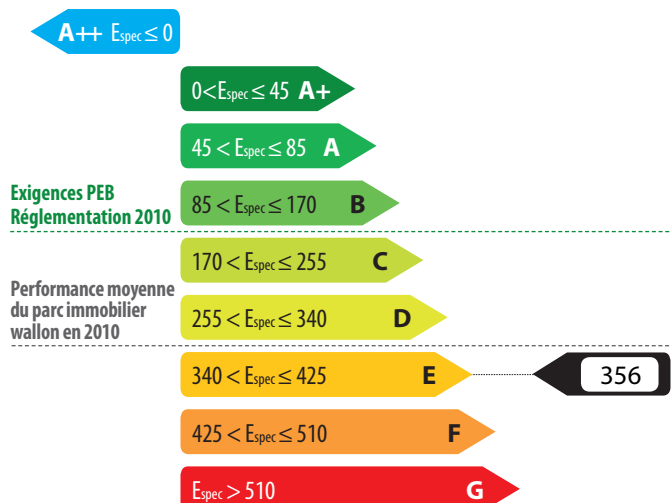 A++ Espec ≤ 0
0<Espec ≤ 45 A+
45 < Espec ≤ 85 A
Exigences PEB
Réglementation 2010
85 < Espec ≤ 170 B
170 < Espec ≤ 255 C
Performance moyenne
du parc immobilier
wallon en 2010
255 < Espec ≤ 340 D
340 < Espec ≤ 425 E
356
425 < Espec ≤ 510 F
Espec > 510 G